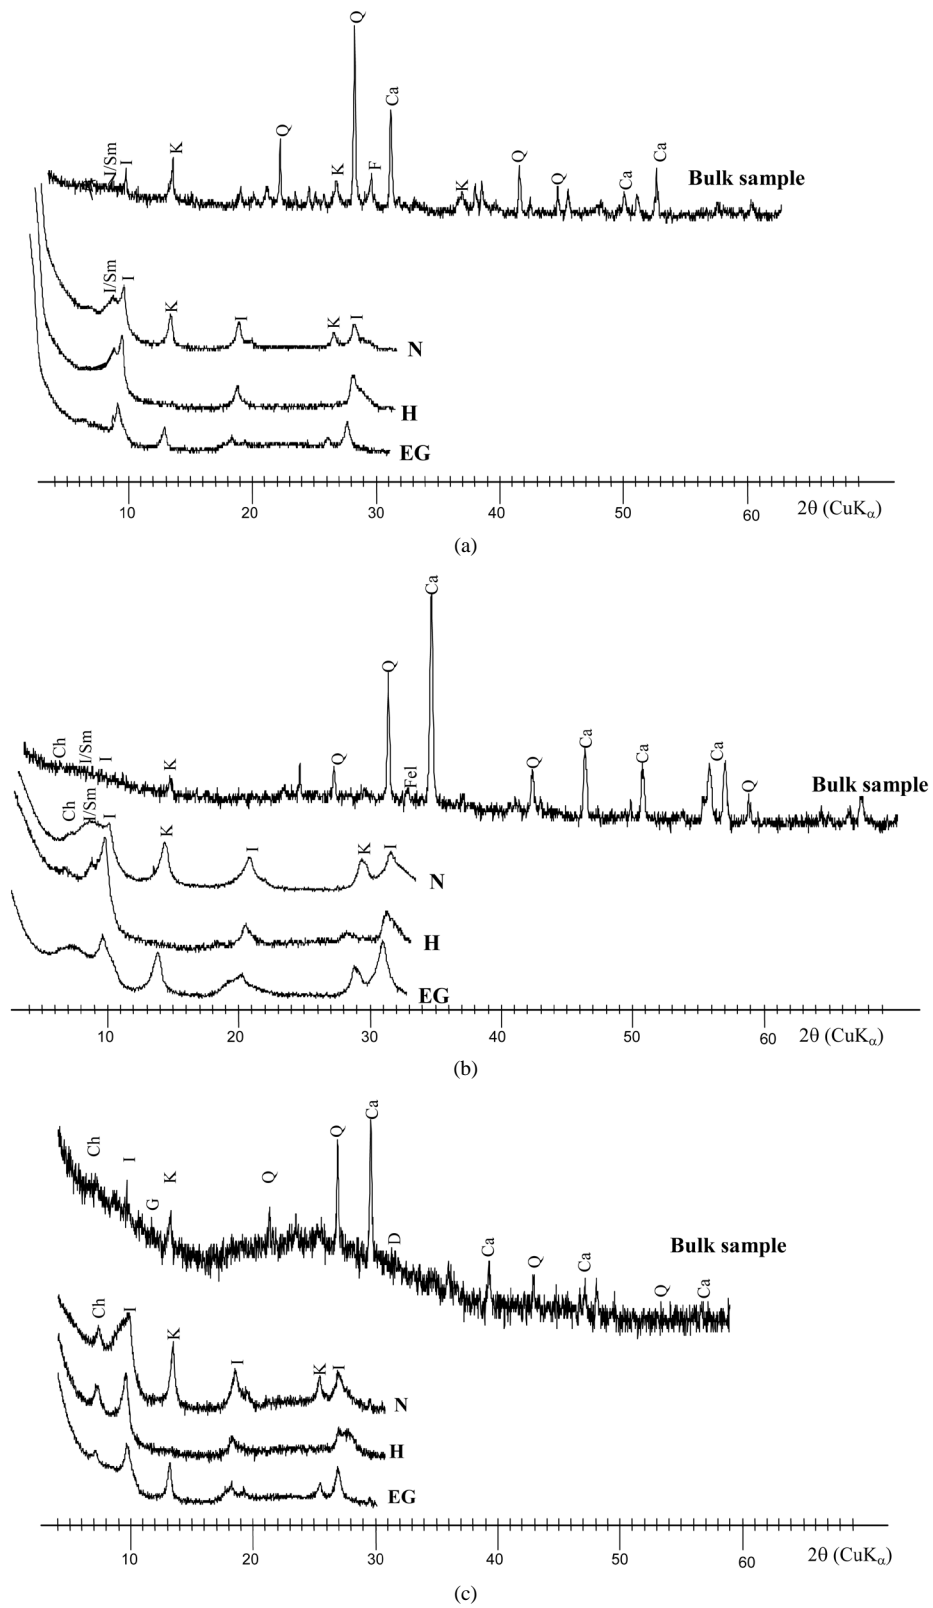 Q
Ca
Q
I/Sm I K K F Q Ca
K Q Ca Bulk sample
I/Sm I
K I K I
N
H
EG
10 20 30 40 50 60 2θ (CuKα)
(a)
Ca
Q
Ch I/Sm I K Q Fel Q Ca Ca Ca Q Bulk sample
Ch I/Sm I
K I K I
N
H
EG
10 20 30 40 50 60 2θ (CuKα)
(b)
Ca
Q
Ch I K Q
G
D Ca Q Ca Bulk sample
Q Ca
Ch I
K I K I
N
H
EG
10 20 30 40 50 60 2θ (CuKα)
(c)